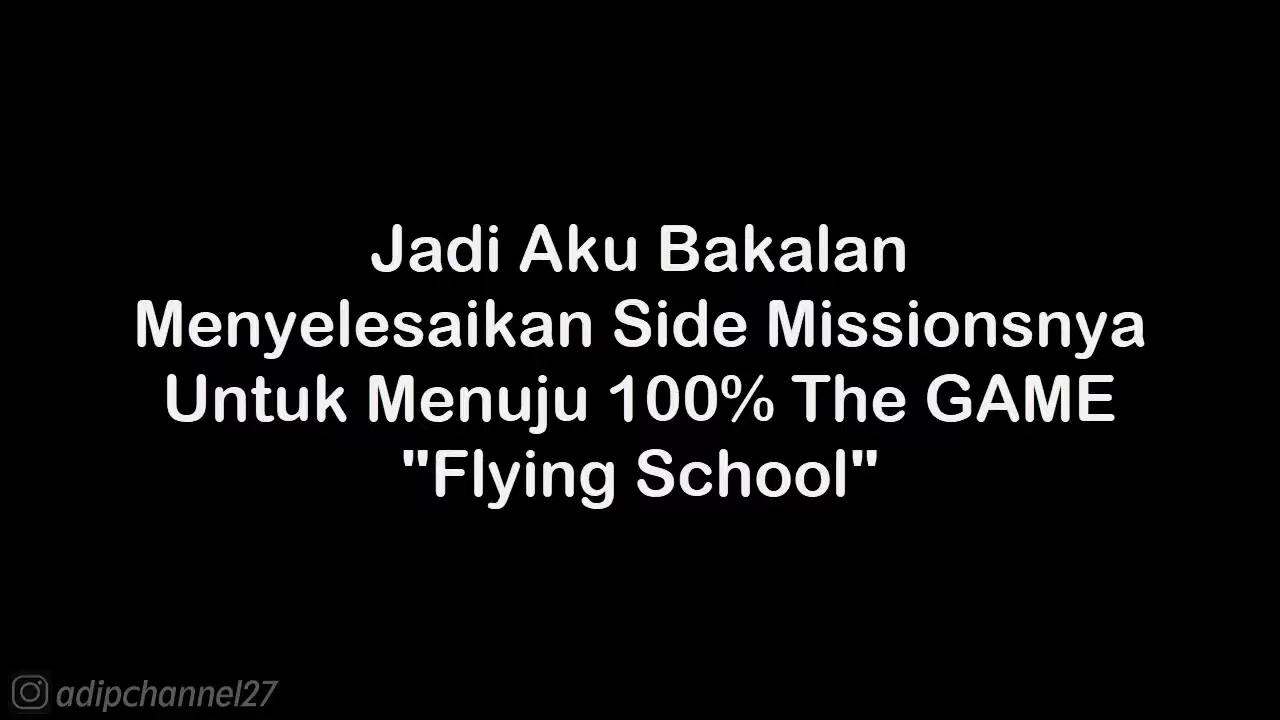 Jadi Aku Bakalan
Menyelesaikan Side Missionsnya
Untuk Menuju 100% The GAME
"Flying School"
adipchannel27